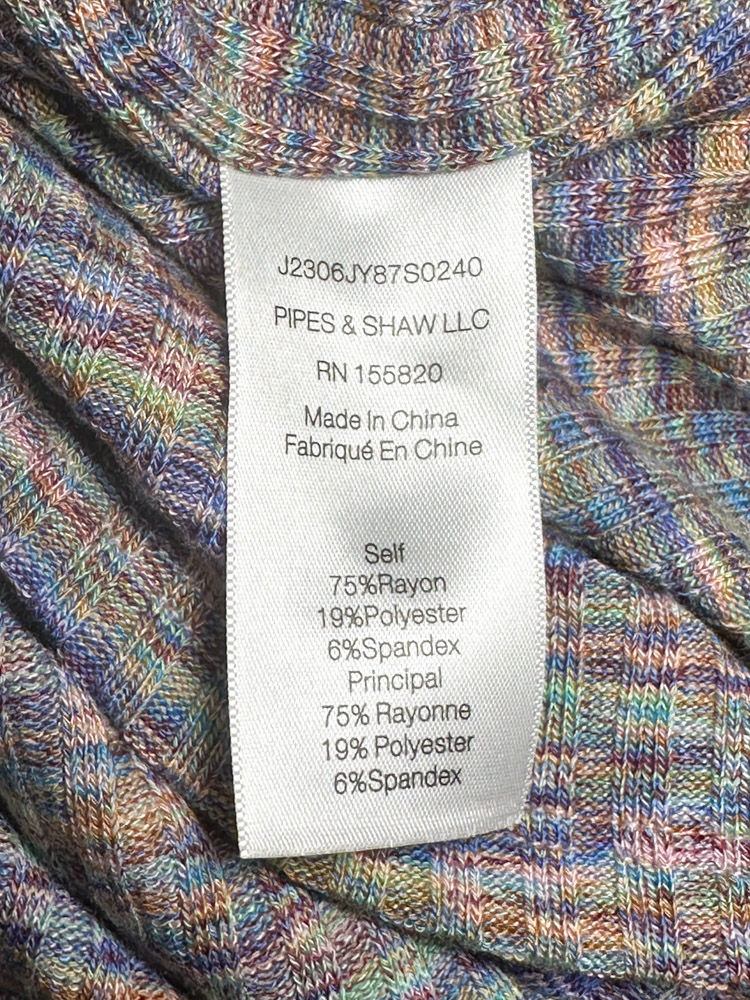 J2306JY87S0240
PIPES & SHAW LLC
RN 155820
Made In China
Fabriqué En Chine
Self
75%Rayon
19%Polyester
6%Spandex
Principal
75% Rayonne
19% Polyester
6%Spandex